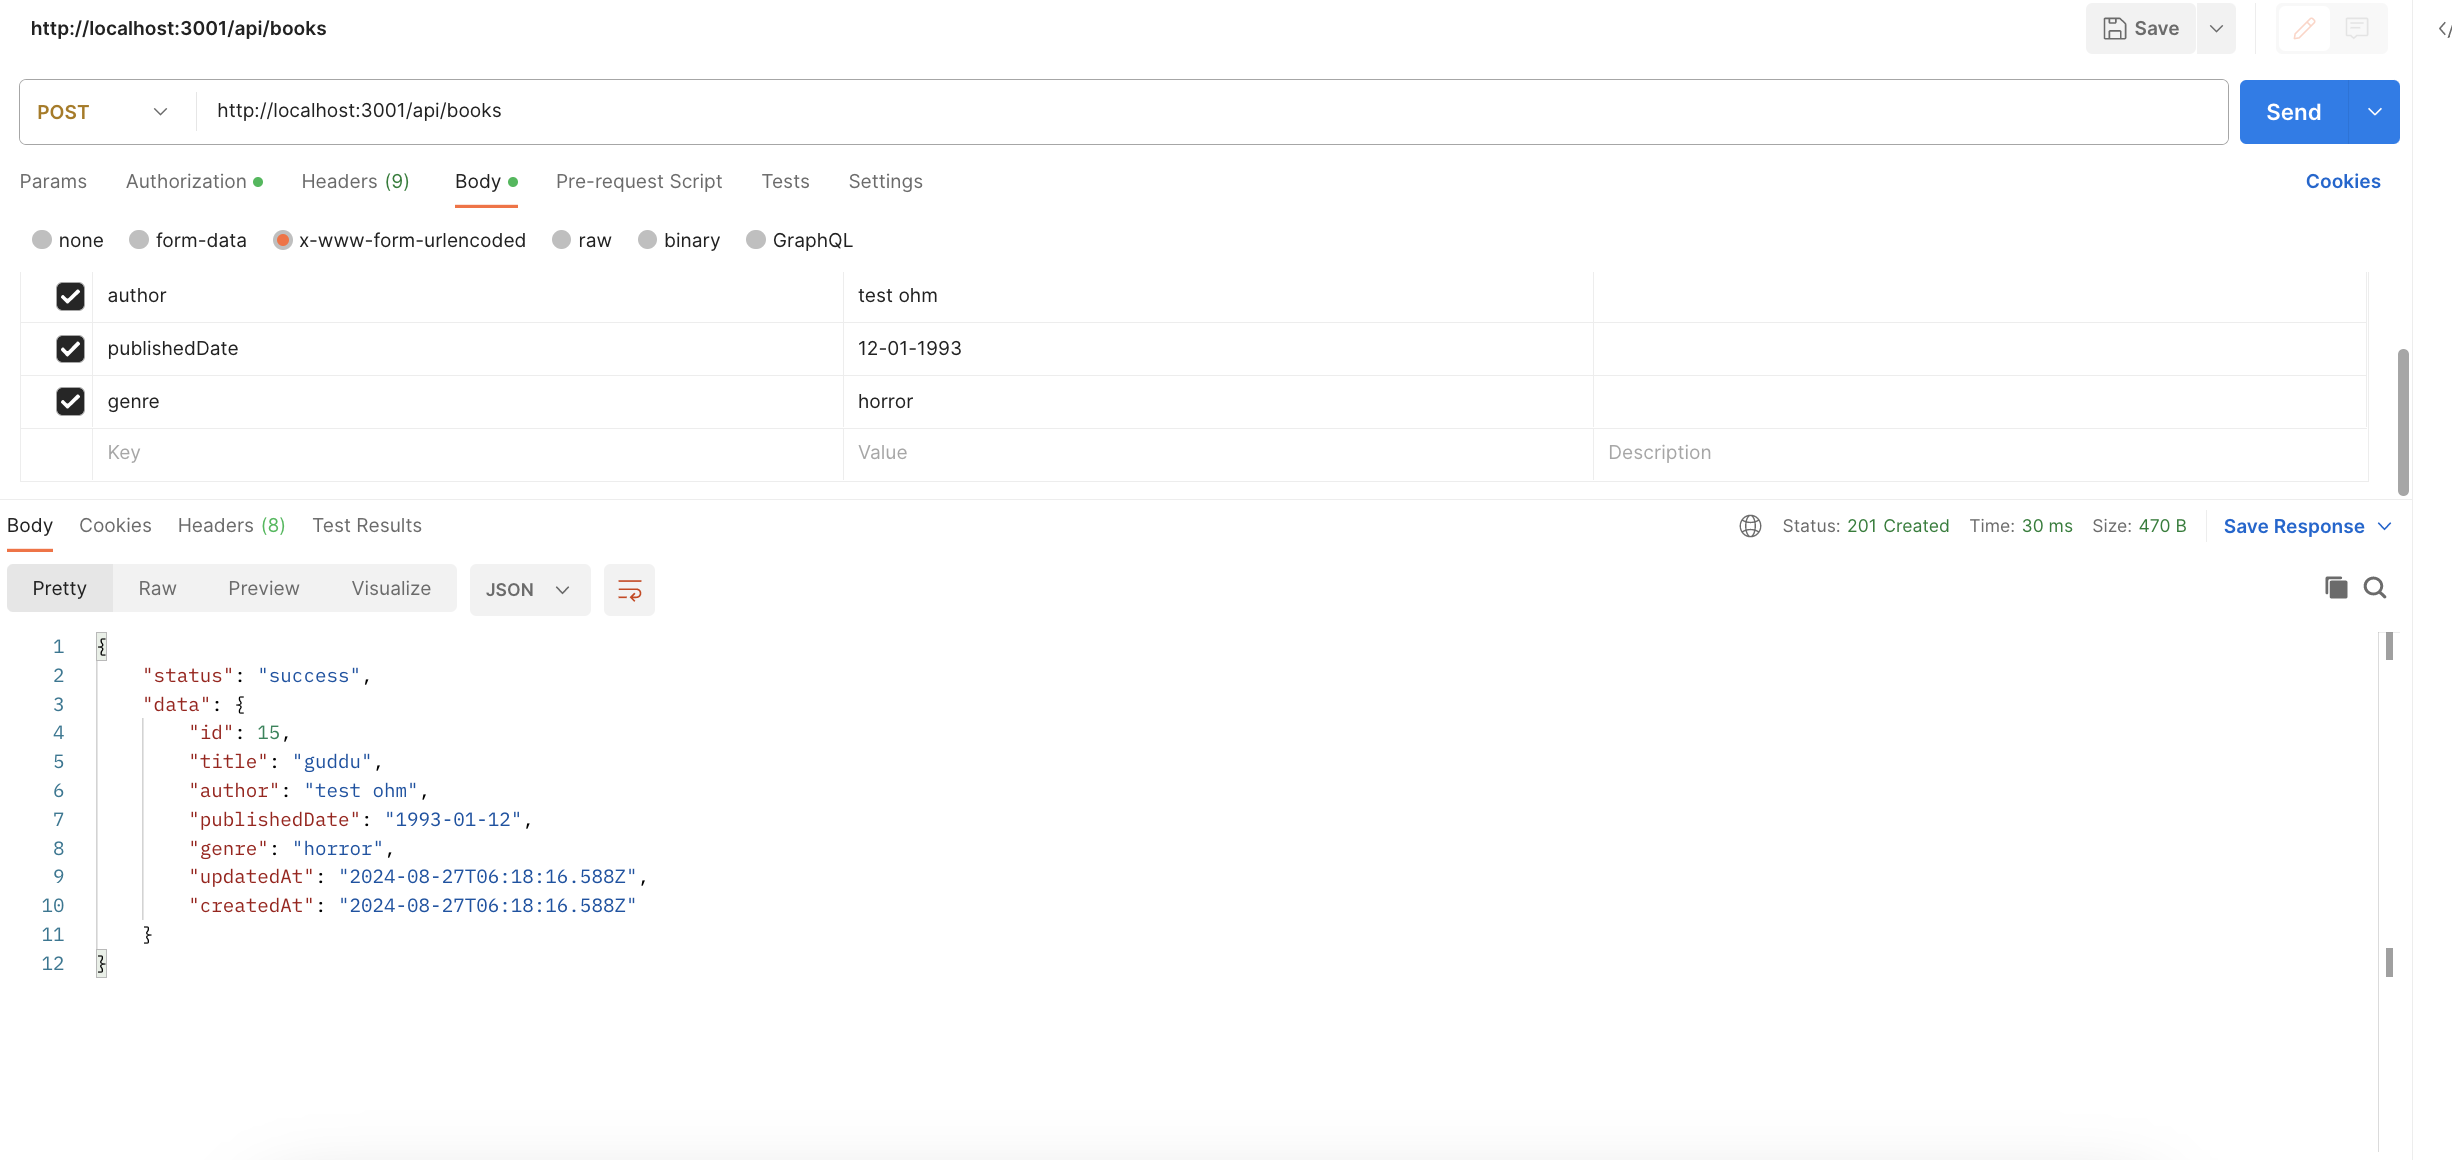 http://localhost:3001/api/books
Save
POST http://localhost:3001/api/books Send
Params Authorization Headers (9) Body Pre-request Script Tests Settings Cookies
none form-data x-www-form-urlencoded raw binary GraphQL
author test ohm
publishedDate 12-01-1993
genre horror
Key Value Description
Body Cookies Headers (8) Test Results Status: 201 Created Time: 30 ms Size: 470 B Save Response
Pretty Raw Preview Visualize JSON
1 {
2 "status": "success",
3 "data": {
4 "id": 15,
5 "title": "guddu",
6 "author": "test ohm",
7 "publishedDate": "1993-01-12",
8 "genre": "horror",
9 "updatedAt": "2024-08-27T06:18:16.588Z",
10 "createdAt": "2024-08-27T06:18:16.588Z"
11 }
12 }